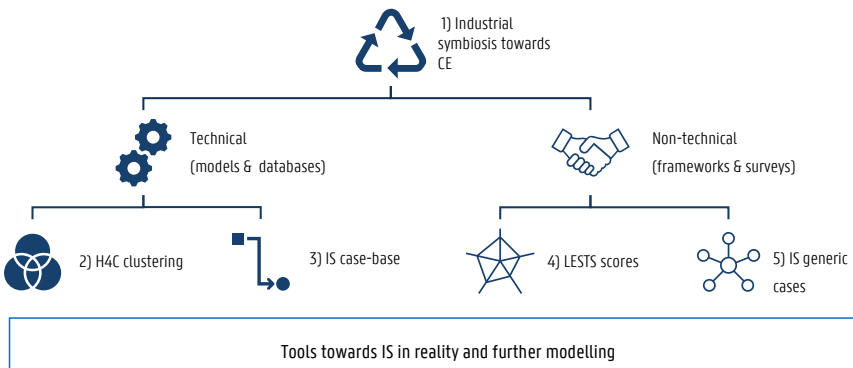 1) Industrial
symbiosis towards
CE
Technical
(models & databases)
Non-technical
(frameworks & surveys)
2) H4C clustering
3) IS case-base
4) LESTS scores
5) IS generic
cases
Tools towards IS in reality and further modelling